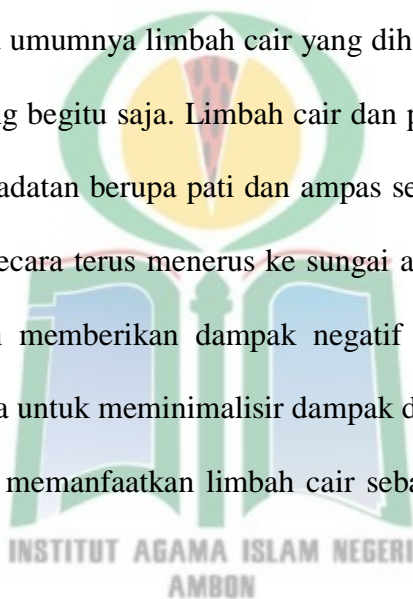 umumnya limbah cair yang dih
g begitu saja. Limbah cair dan p
adatan berupa pati dan ampas se
ecara terus menerus ke sungai a
memberikan dampak negatif
a untuk meminimalisir dampak d
memanfaatkan limbah cair seba
INSTITUT AGAMA ISLAM NEGERI
AMBON